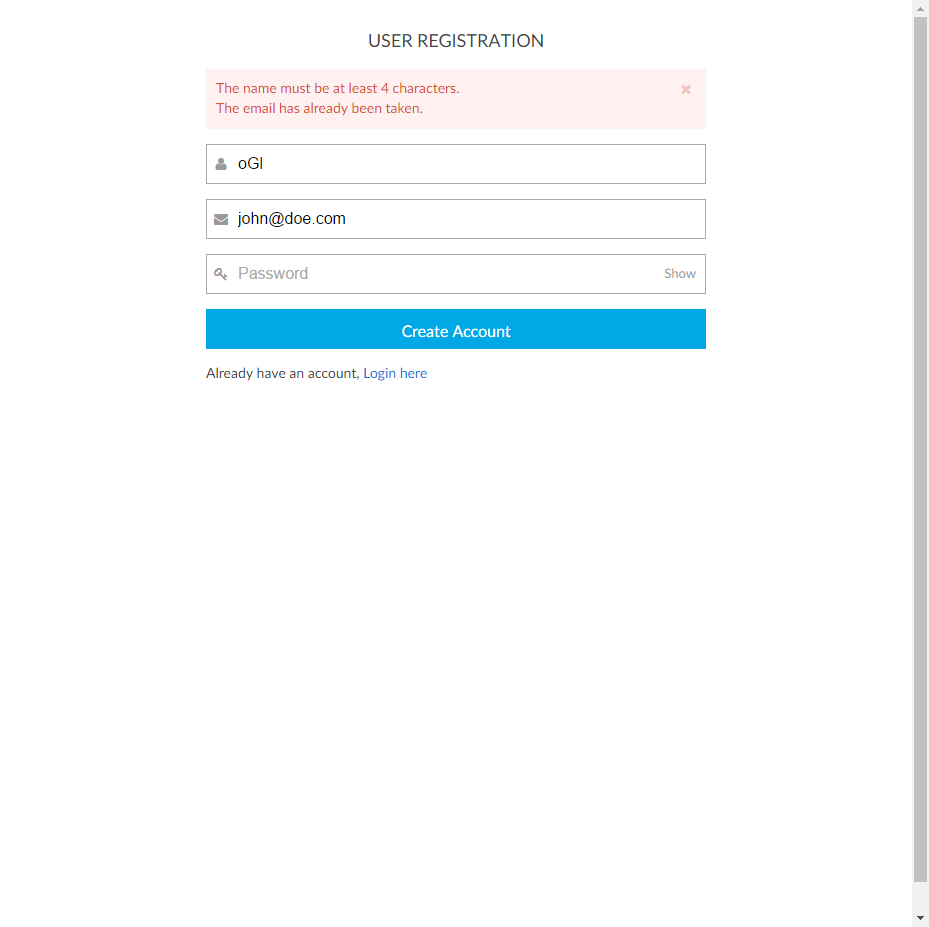 USER REGISTRATION
The name must be at least 4 characters.
The email has already been taken.
oGl
john@doe.com
Password Show
Create Account
Already have an account, Login here